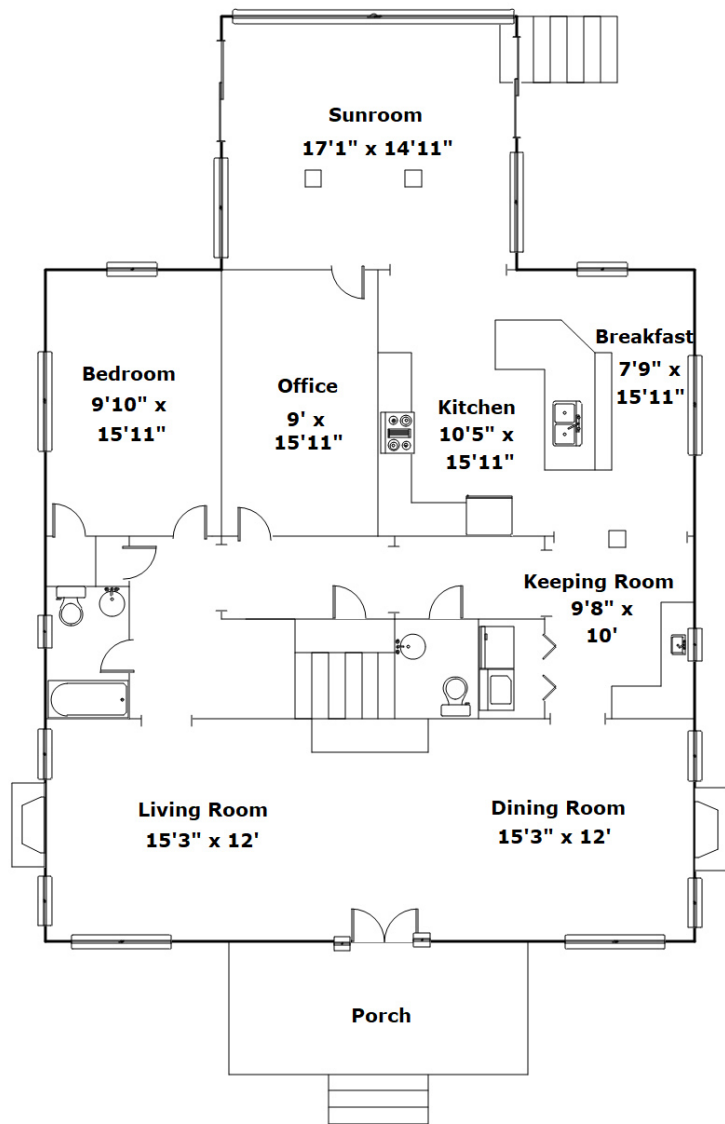 Sunroom
17'1" x 14'11"
Breakfast
7'9" x
15'11"
Bedroom
9'10" x
15'11"
Office
9' x
15'11"
Kitchen
10'5" x
15'11"
Keeping Room
9'8" x
10'
Living Room
15'3" x 12'
Dining Room
15'3" x 12'
Porch